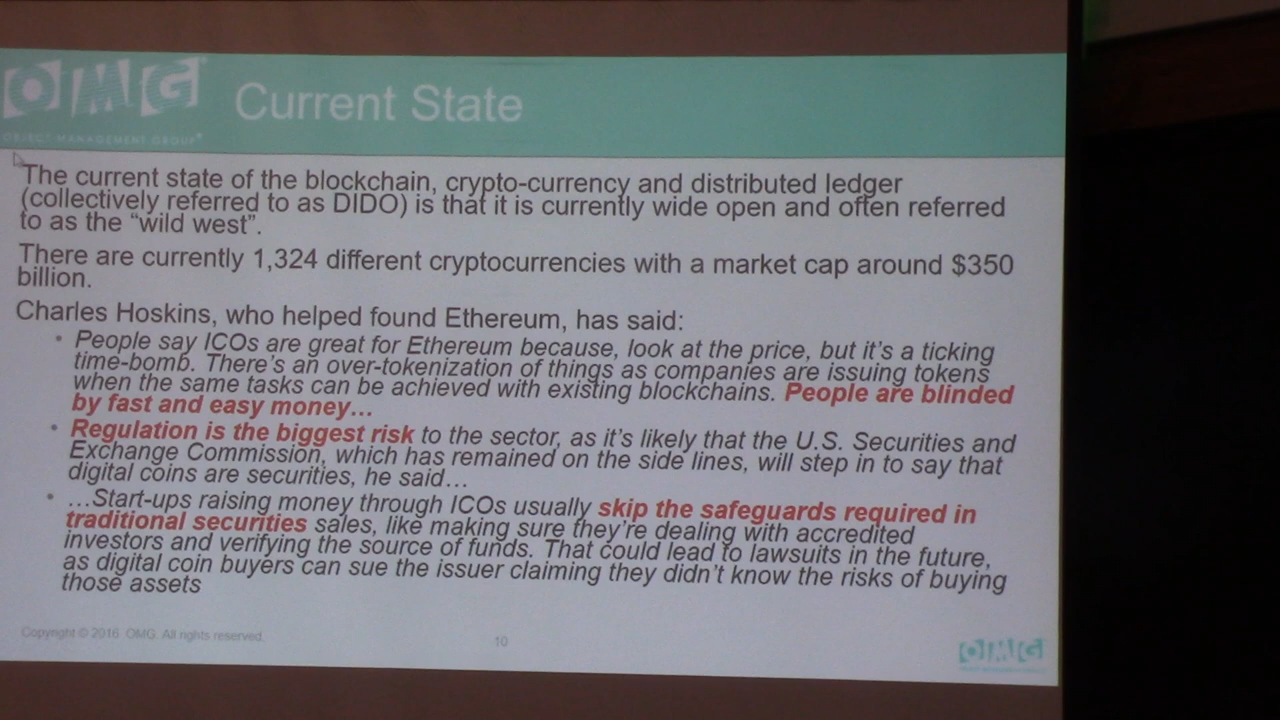 OMG
OBJECT MANAGEMENT GROUP®
Current State
The current state of the blockchain, crypto-currency and distributed ledger
(collectively referred to as DIDO) is that it is currently wide open and often referred
to as the “wild west”.
There are currently 1,324 different cryptocurrencies with a market cap around $350
billion.
Charles Hoskins, who helped found Ethereum, has said:
• People say ICOs are great for Ethereum because, look at the price, but it’s a ticking
time-bomb. There’s an over-tokenization of things as companies are issuing tokens
when the same tasks can be achieved with existing blockchains. People are blinded
by fast and easy money…
• Regulation is the biggest risk to the sector, as it’s likely that the U.S. Securities and
Exchange Commission, which has remained on the side lines, will step in to say that
digital coins are securities, he said…
• …Start-ups raising money through ICOs usually skip the safeguards required in
traditional securities sales, like making sure they’re dealing with accredited
investors and verifying the source of funds. That could lead to lawsuits in the future,
as digital coin buyers can sue the issuer claiming they didn’t know the risks of buying
those assets
Copyright © 2016 OMG. All rights reserved.
10
OMG